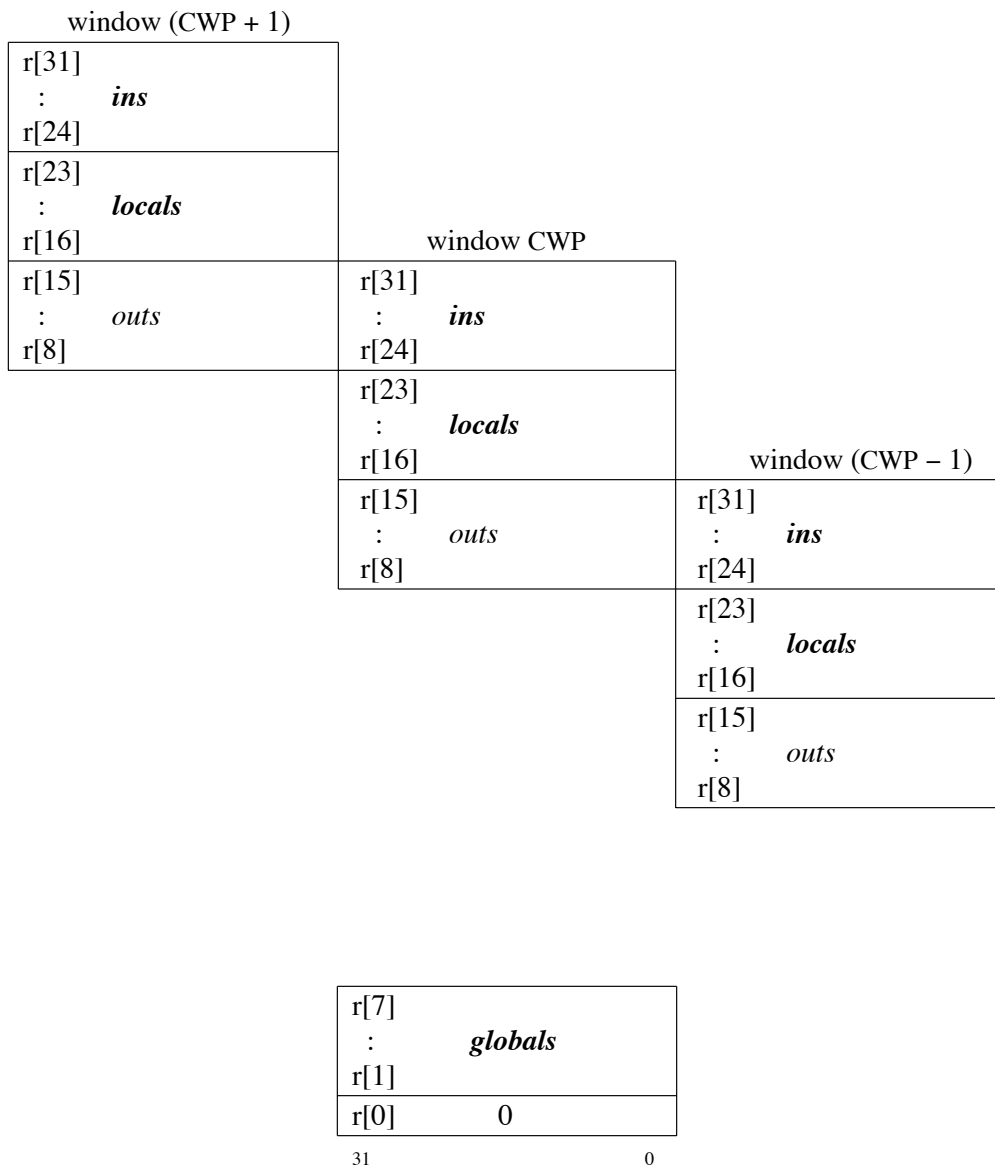 window (CWP + 1)
r[31]
: ins
r[24]
r[23]
: locals
r[16]
r[15]
: outs
r[8]
window CWP
r[31]
: ins
r[24]
r[23]
: locals
r[16]
r[15]
: outs
r[8]
window (CWP − 1)
r[31]
: ins
r[24]
r[23]
: locals
r[16]
r[15]
: outs
r[8]
r[7]
: globals
r[1]
r[0] 0
31 0